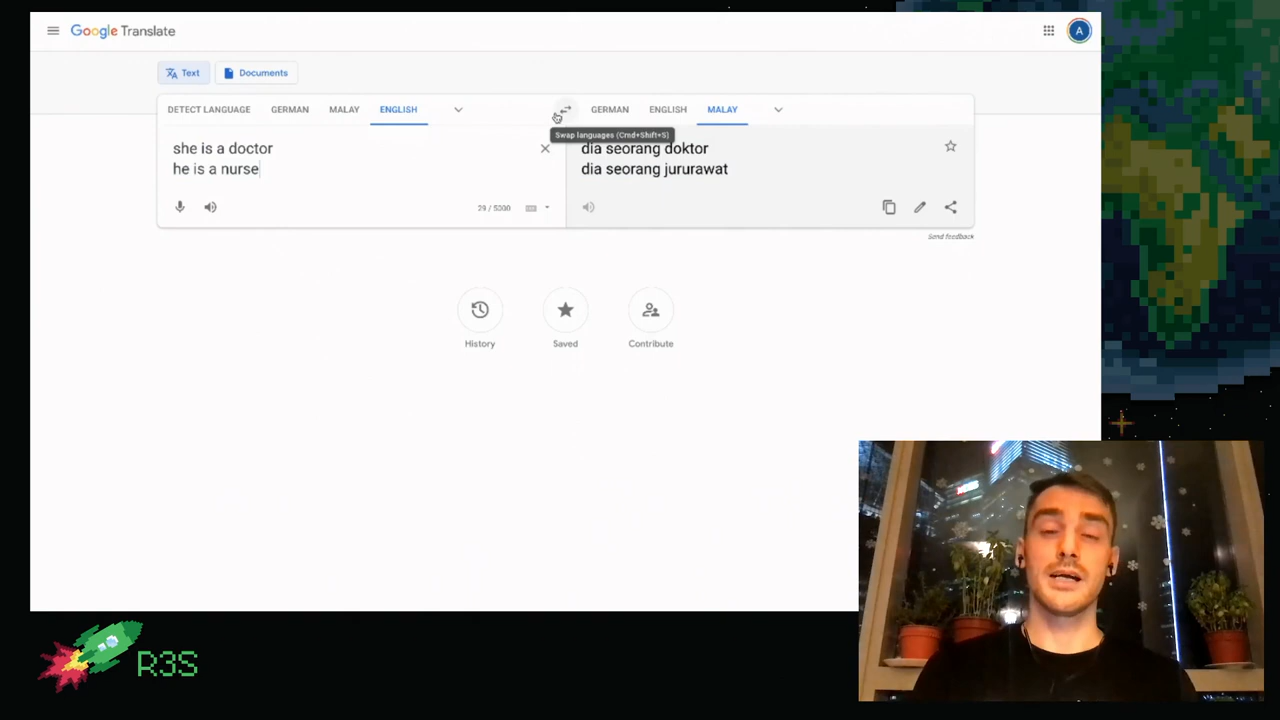 Google Translate
A
Text
Documents
DETECT LANGUAGE GERMAN MALAY ENGLISH
GERMAN ENGLISH MALAY
Swap languages (Cmd+Shift+S)
she is a doctor
he is a nurse
dia seorang doktor
dia seorang jururawat
29 / 5000
Send feedback
History
Saved
Contribute
R3S